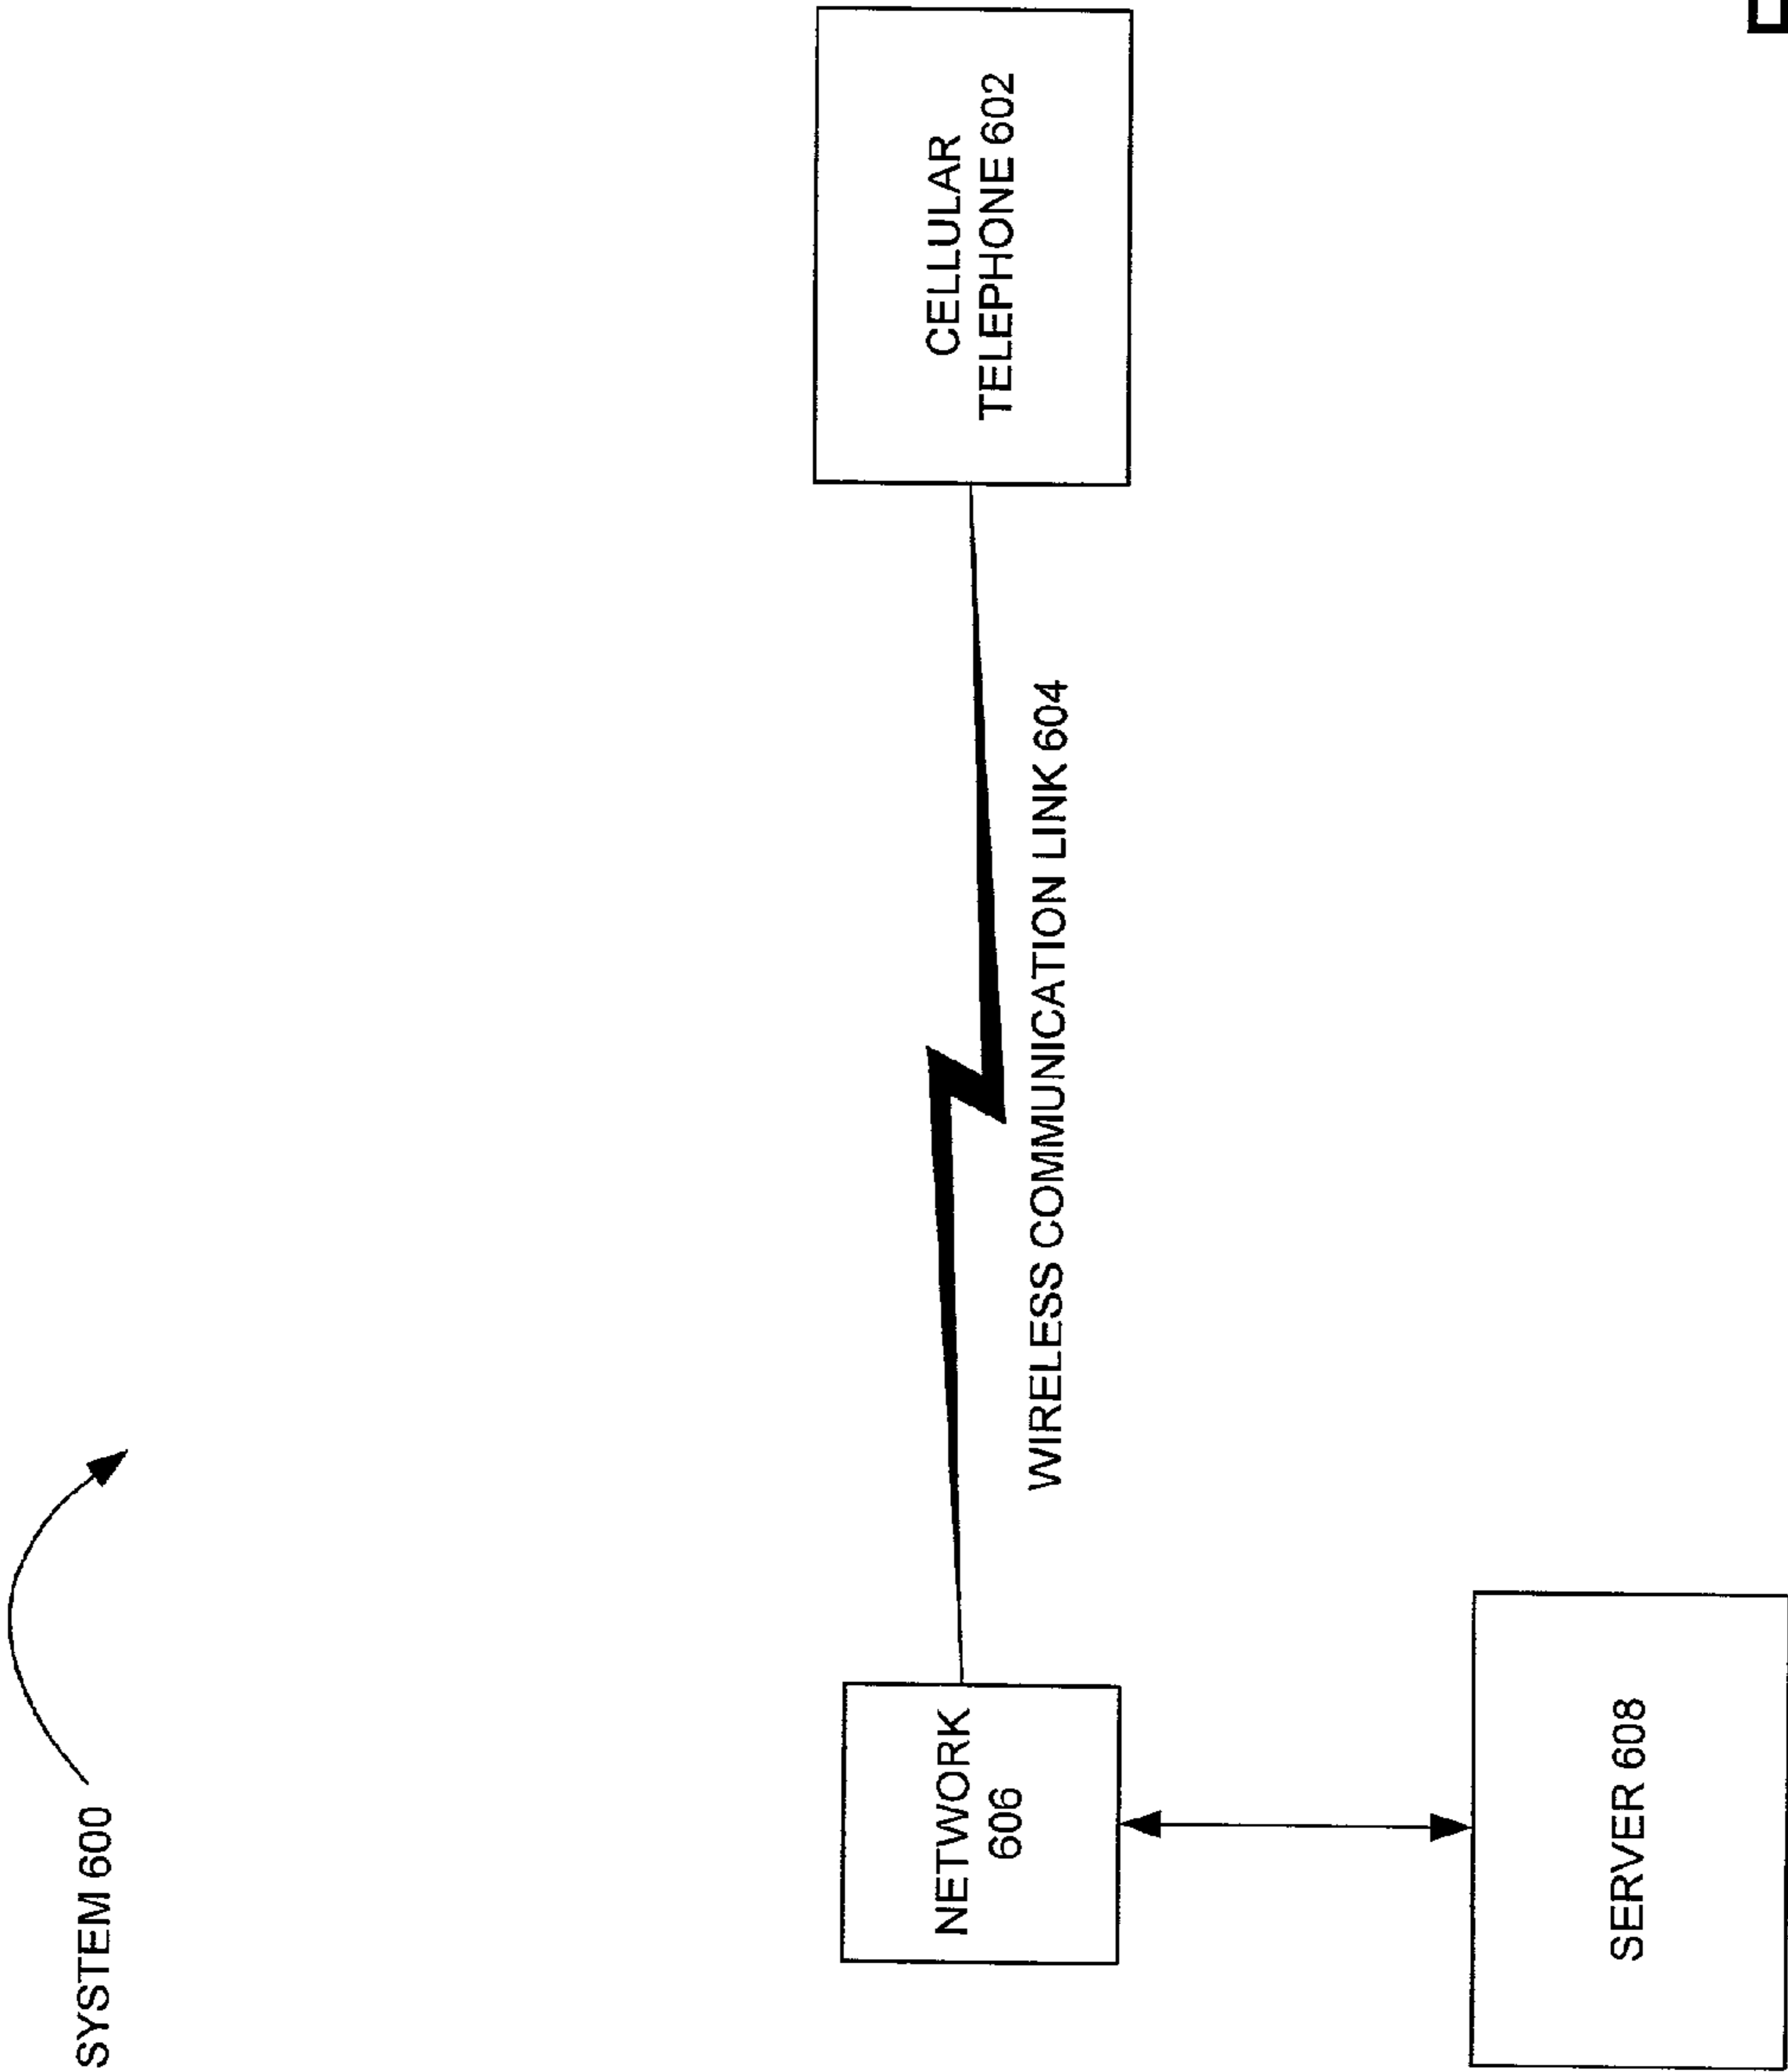 SYSTEM 600
CELLULAR
TELEPHONE 602
WIRELESS COMMUNICATION LINK 604
NETWORK
606
SERVER 608